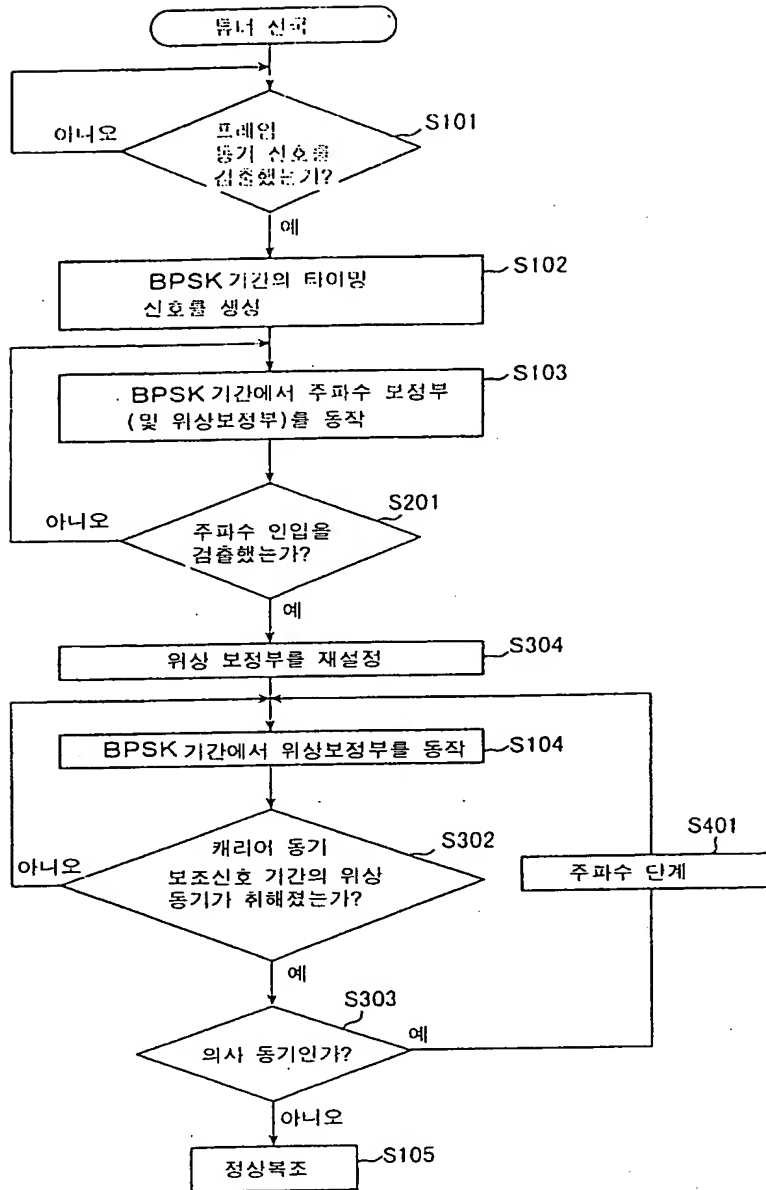 튜너 선국
아니오
프레임
동기 신호를
검출했는가?
S101
예
BPSK 기간의 타이밍
신호를 생성
S102
BPSK 기간에서 주파수 보정부
(및 위상보정부)를 동작
S103
아니오
주파수 인입을
검출했는가?
S201
예
위상 보정부를 재설정
S304
BPSK 기간에서 위상보정부를 동작
S104
아니오
캐리어 동기
보조신호 기간의 위상
동기가 취해졌는가?
S302
S401
주파수 단계
예
S303
의사 동기인가?
예
아니오
정상복조
S105